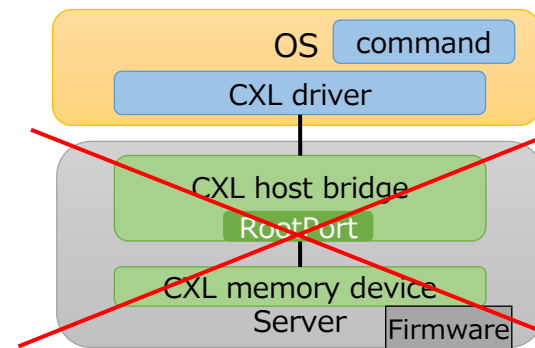 OS
command
CXL driver
CXL host bridge
RootPort
CXL memory device
Server
Firmware